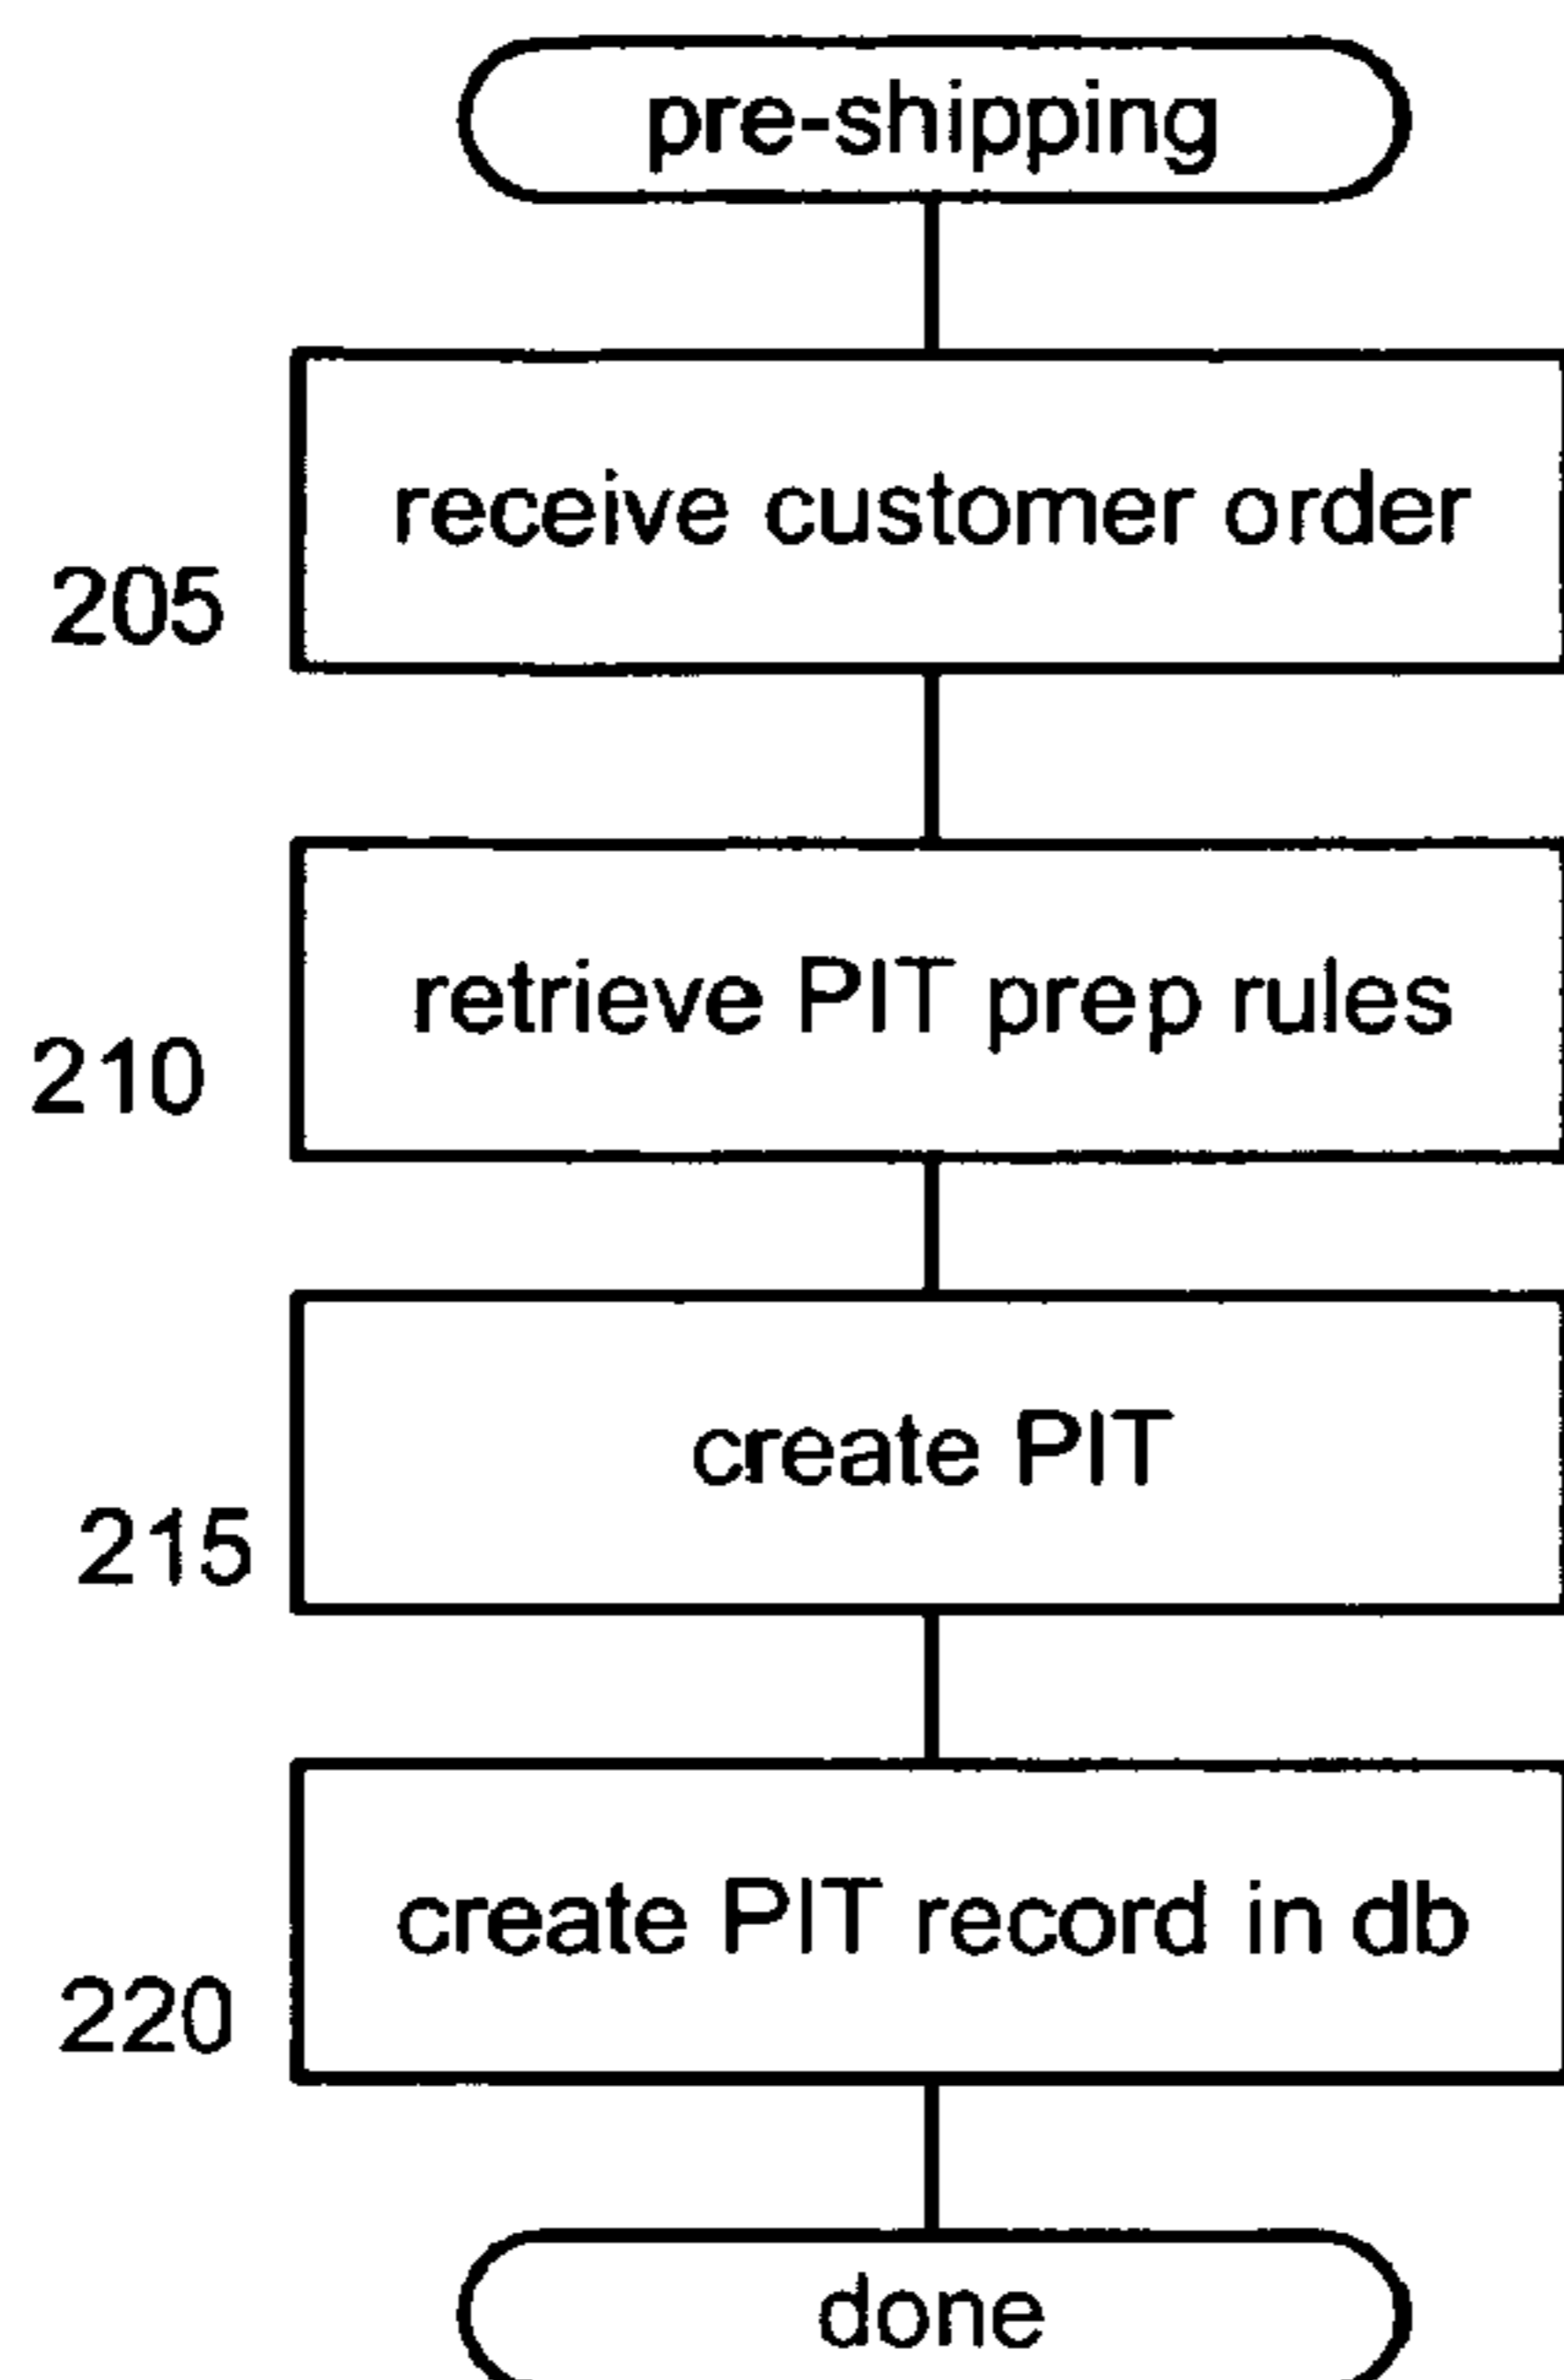 pre-shipping
receive customer order
205
retrieve PIT prep rules
210
create PIT
215
create PIT record in db
220
done